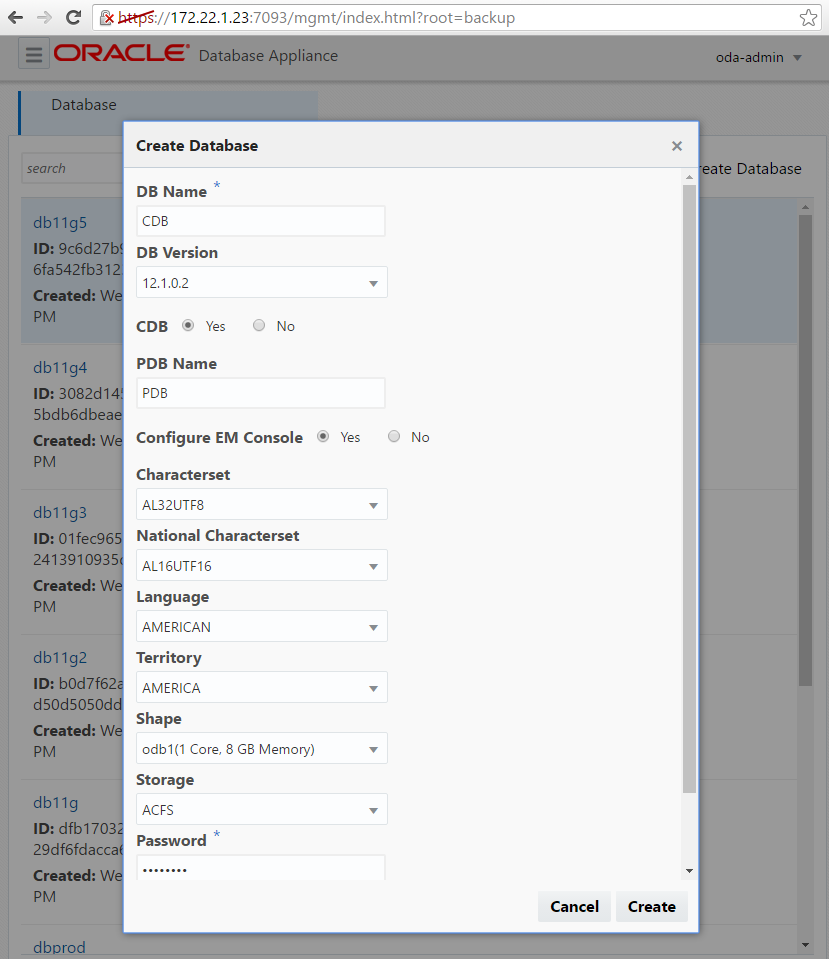 https://172.22.1.23:7093/mgmt/index.html?root=backup
ORACLE® Database Appliance
oda-admin
Database
search
reate Database
db11g5
ID: 9c6d27b9
6fa542fb312
Created: We
PM
db11g4
ID: 3082d145
5bdb6dbeae
Created: We
PM
db11g3
ID: 01fec965
2413910935
Created: We
PM
db11g2
ID: b0d7f62a
d50d5050dd
Created: We
PM
db11g
ID: dfb17032
29df6fdacca6
Created: We
PM
dbprod
Create Database ×
DB Name *
CDB
DB Version
12.1.0.2
CDB Yes No
PDB Name
PDB
Configure EM Console Yes No
Characterset
AL32UTF8
National Characterset
AL16UTF16
Language
AMERICAN
Territory
AMERICA
Shape
odb1(1 Core, 8 GB Memory)
Storage
ACFS
Password *
••••••••
Cancel Create